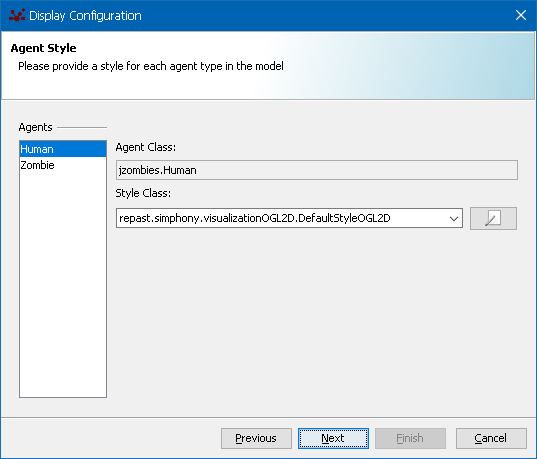 Display Configuration
Agent Style
Please provide a style for each agent type in the model
Agents
Human
Zombie
Agent Class:
jzombies.Human
Style Class:
repast.simphony.visualizationOGL2D.DefaultStyleOGL2D
Previous
Next
Finish
Cancel